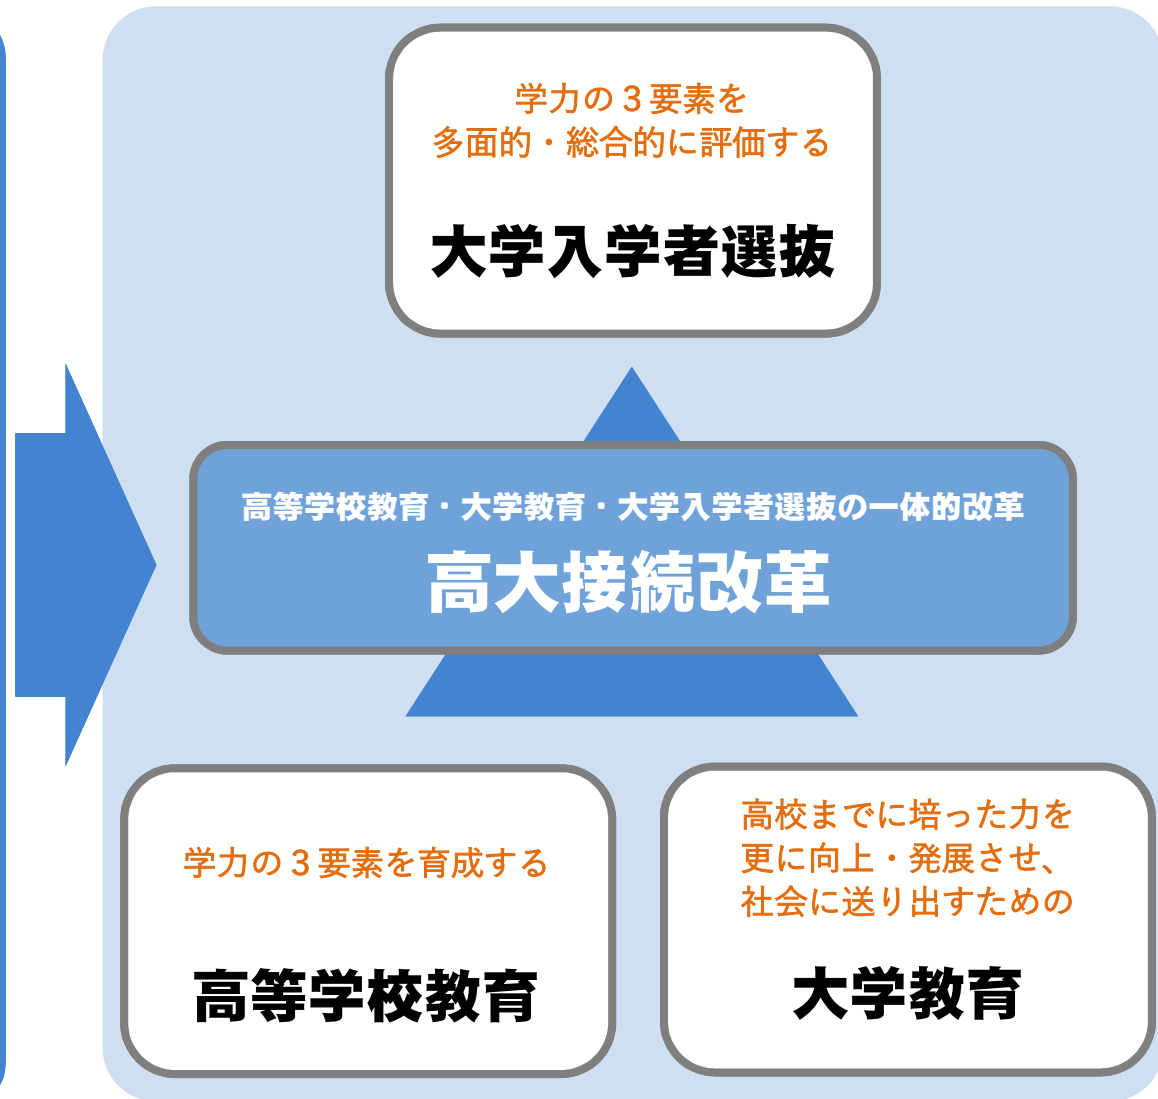 学力の３要素を
多面的・総合的に評価する
大学入学者選抜
高等学校教育・大学教育・大学入学者選抜の一体的改革
高大接続改革
学力の３要素を育成する
高等学校教育
高校までに培った力を
更に向上・発展させ、
社会に送り出すための
大学教育